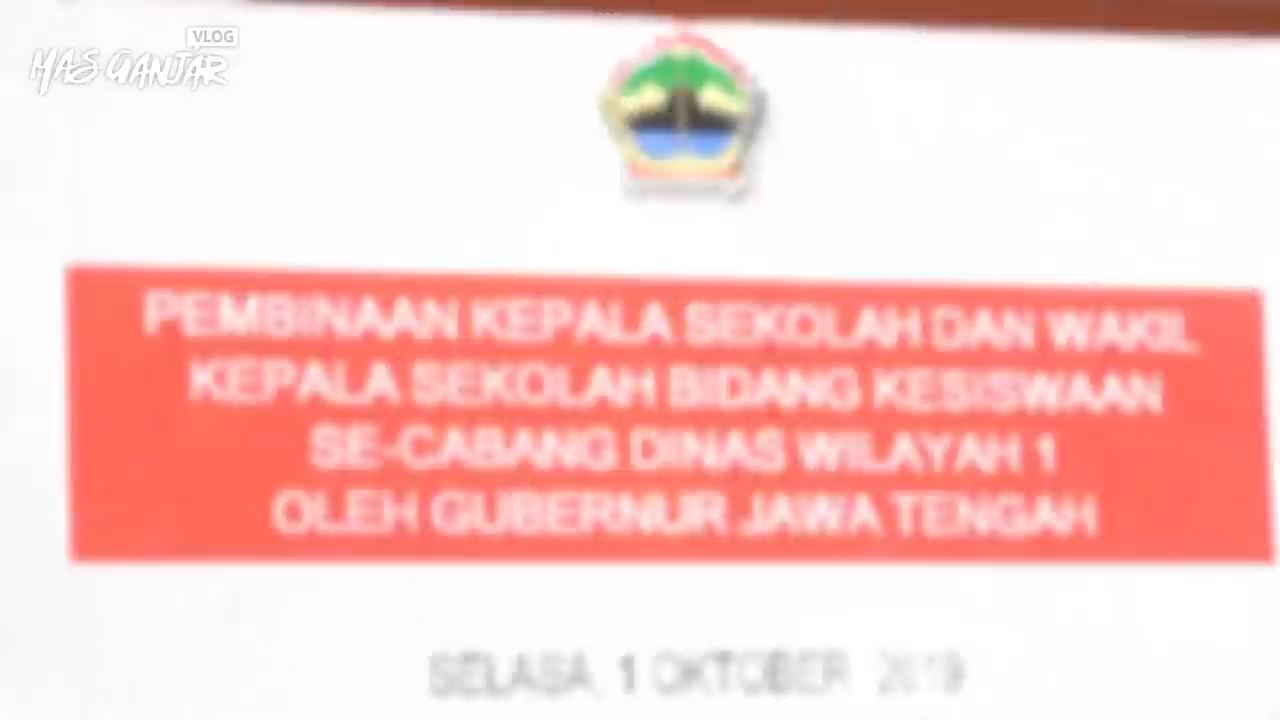 VLOG
MAS GANJAR
PEMBINAAN KEPALA SEKOLAH DAN WAKIL
KEPALA SEKOLAH BIDANG KESISWAAN
SE-CABANG DINAS WILAYAH 1
OLEH GUBERNUR JAWA TENGAH
SELASA, 1 OKTOBER 2019